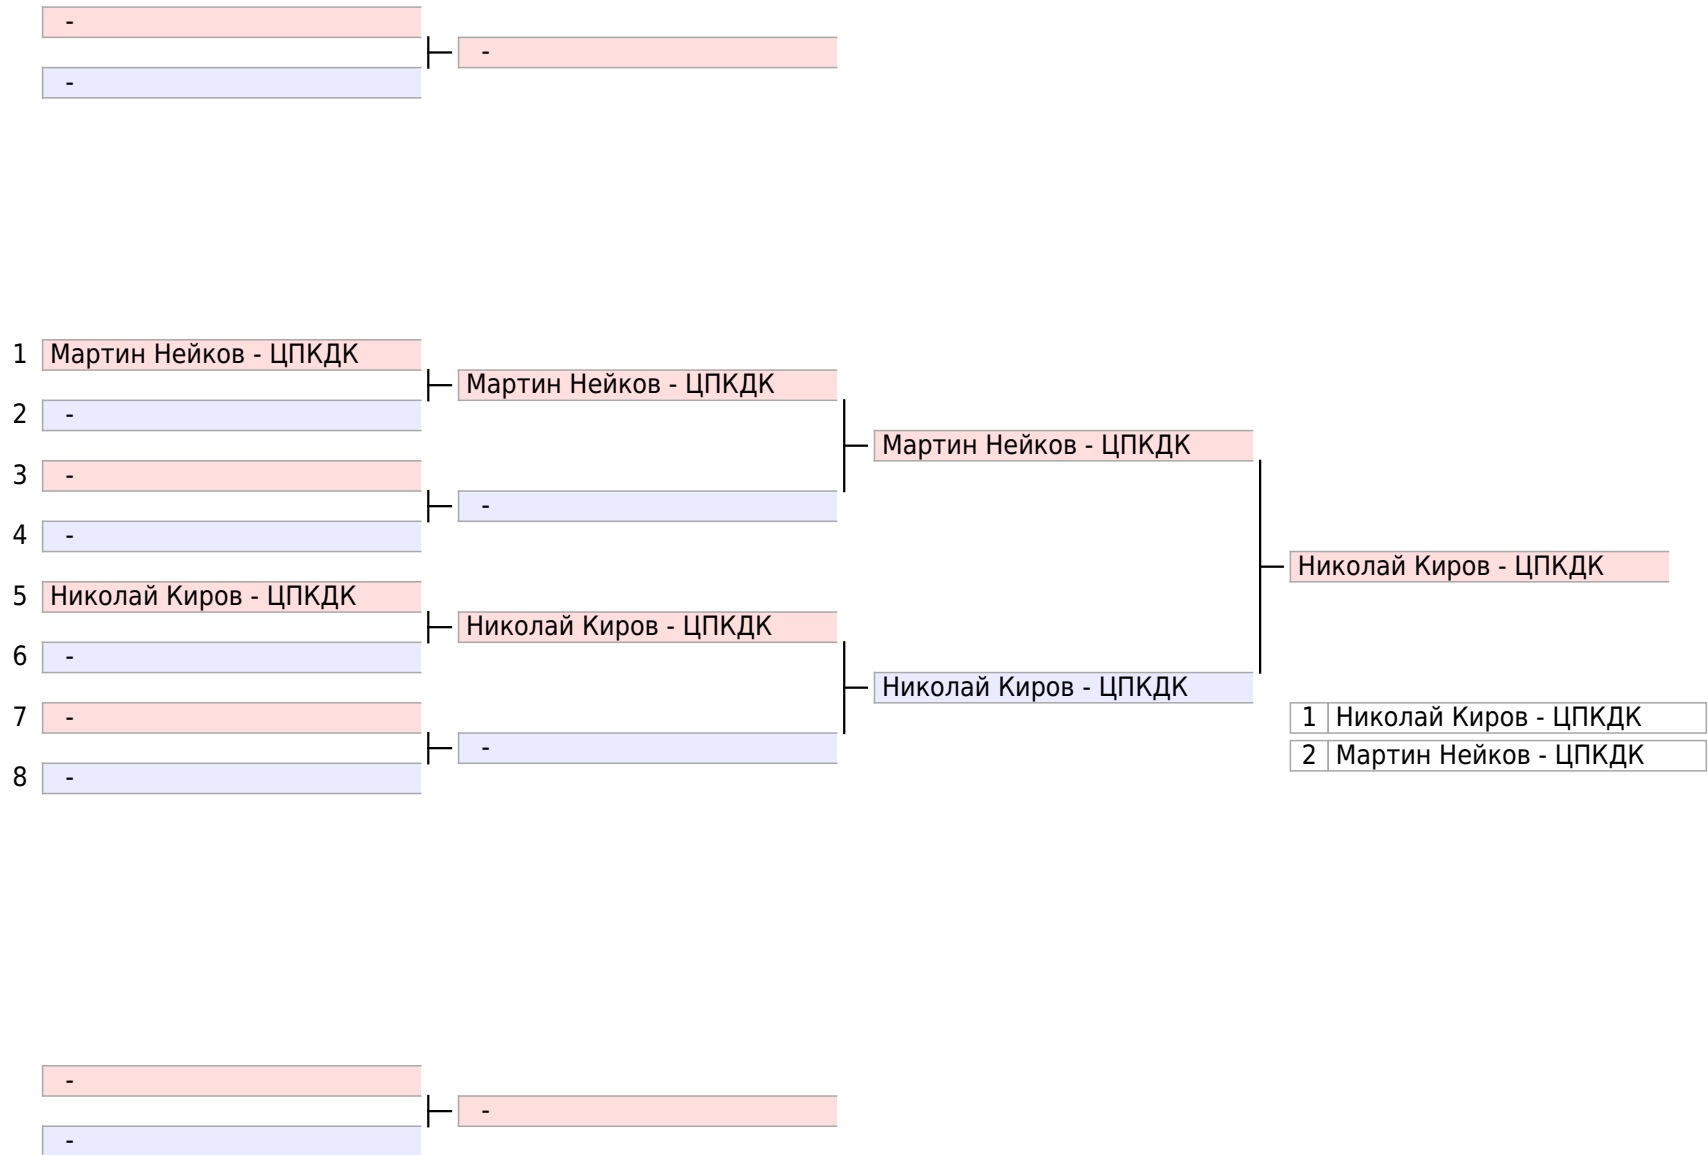 -
-
-
1 Мартин Нейков - ЦПКДК
Мартин Нейков - ЦПКДК
2 -
Мартин Нейков - ЦПКДК
3 -
-
4 -
Николай Киров - ЦПКДК
5 Николай Киров - ЦПКДК
Николай Киров - ЦПКДК
6 -
Николай Киров - ЦПКДК
7 -
1 Николай Киров - ЦПКДК
-
2 Мартин Нейков - ЦПКДК
8 -
-
-
-